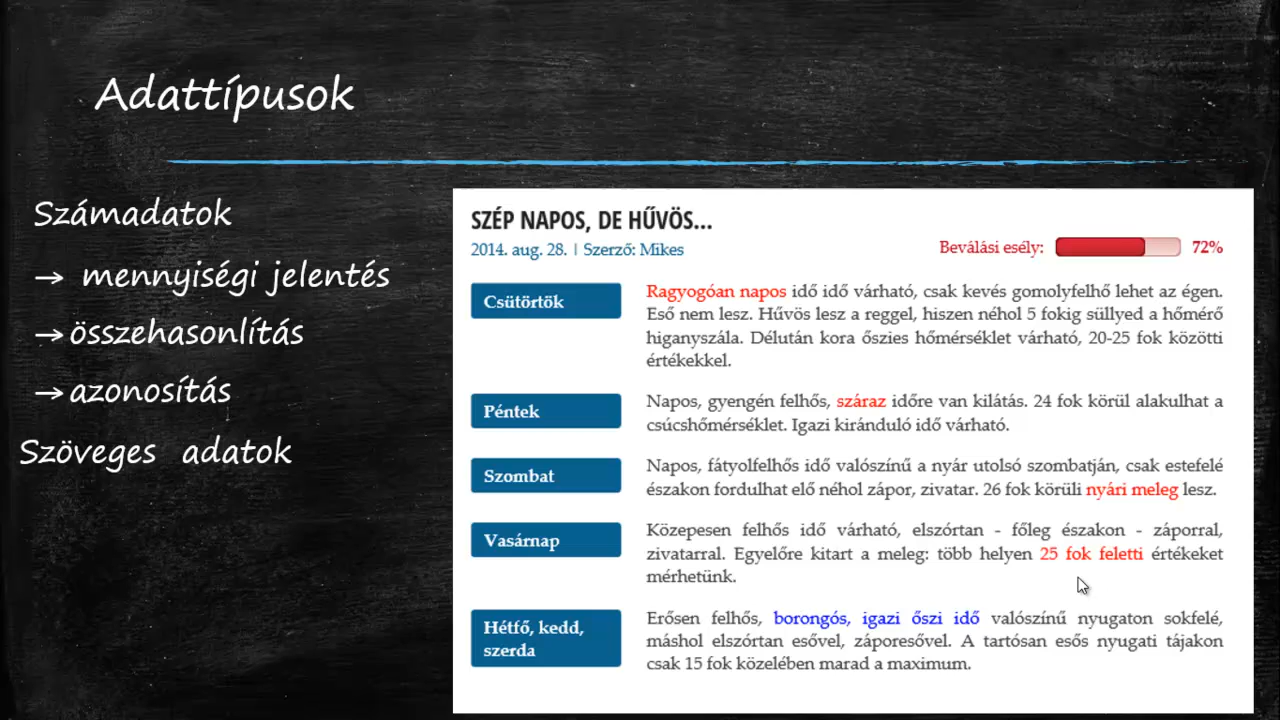 Adattípusok
Számadatok
→ mennyiségi jelentés
→ összehasonlítás
→ azonosítás
Szöveges adatok
SZÉP NAPOS, DE HŰVÖS...
2014. aug. 28. | Szerző: Mikes
Beválási esély: 72%
Csütörtök
Ragyogóan napos idő idő várható, csak kevés gomolyfelhő lehet az égen.
Eső nem lesz. Hűvös lesz a reggel, hiszen néhol 5 fokig süllyed a hőmérő
higanyszála. Délután kora őszies hőmérséklet várható, 20-25 fok közötti
értékekkel.
Péntek
Napos, gyengén felhős, száraz időre van kilátás. 24 fok körül alakulhat a
csúcshőmérséklet. Igazi kiránduló idő várható.
Szombat
Napos, fátyolfelhős idő valószínű a nyár utolsó szombatján, csak estefelé
északon fordulhat elő néhol zápor, zivatar. 26 fok körüli nyári meleg lesz.
Vasárnap
Közepesen felhős idő várható, elszórtan - főleg északon - záporral,
zivatarral. Egyelőre kitart a meleg: több helyen 25 fok feletti értékeket
mérhetünk.
Hétfő, kedd,
szerda
Erősen felhős, borongós, igazi őszi idő valószínű nyugaton sokfelé,
máshol elszórtan esővel, záporesővel. A tartósan esős nyugati tájakon
csak 15 fok közelében marad a maximum.